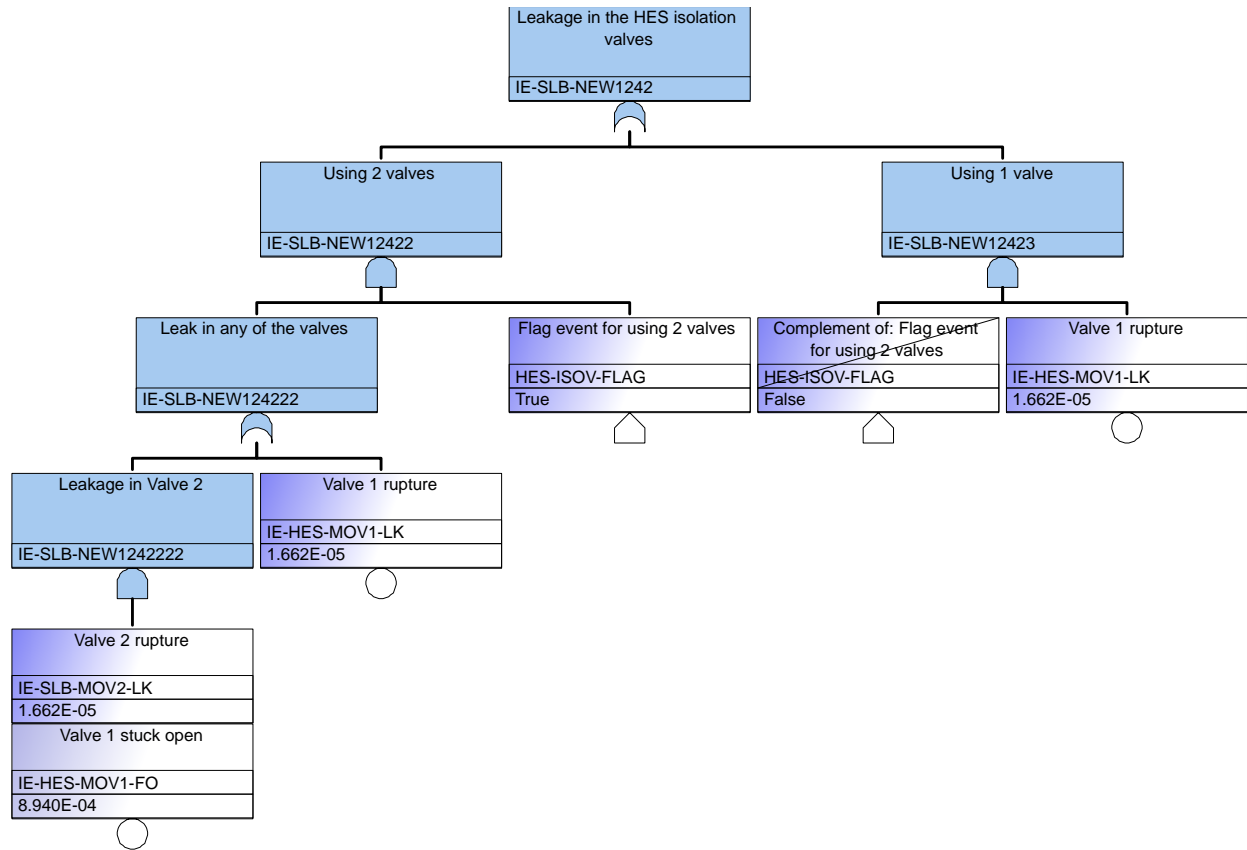 Leakage in the HES isolation
valves
IE-SLB-NEW1242
Using 2 valves
IE-SLB-NEW12422
Using 1 valve
IE-SLB-NEW12423
Leak in any of the valves
IE-SLB-NEW124222
Flag event for using 2 valves
HES-ISOV-FLAG
True
Complement of: Flag event
for using 2 valves
HES-ISOV-FLAG
False
Valve 1 rupture
IE-HES-MOV1-LK
1.662E-05
Leakage in Valve 2
IE-SLB-NEW1242222
Valve 1 rupture
IE-HES-MOV1-LK
1.662E-05
Valve 2 rupture
IE-SLB-MOV2-LK
1.662E-05
Valve 1 stuck open
IE-HES-MOV1-FO
8.940E-04